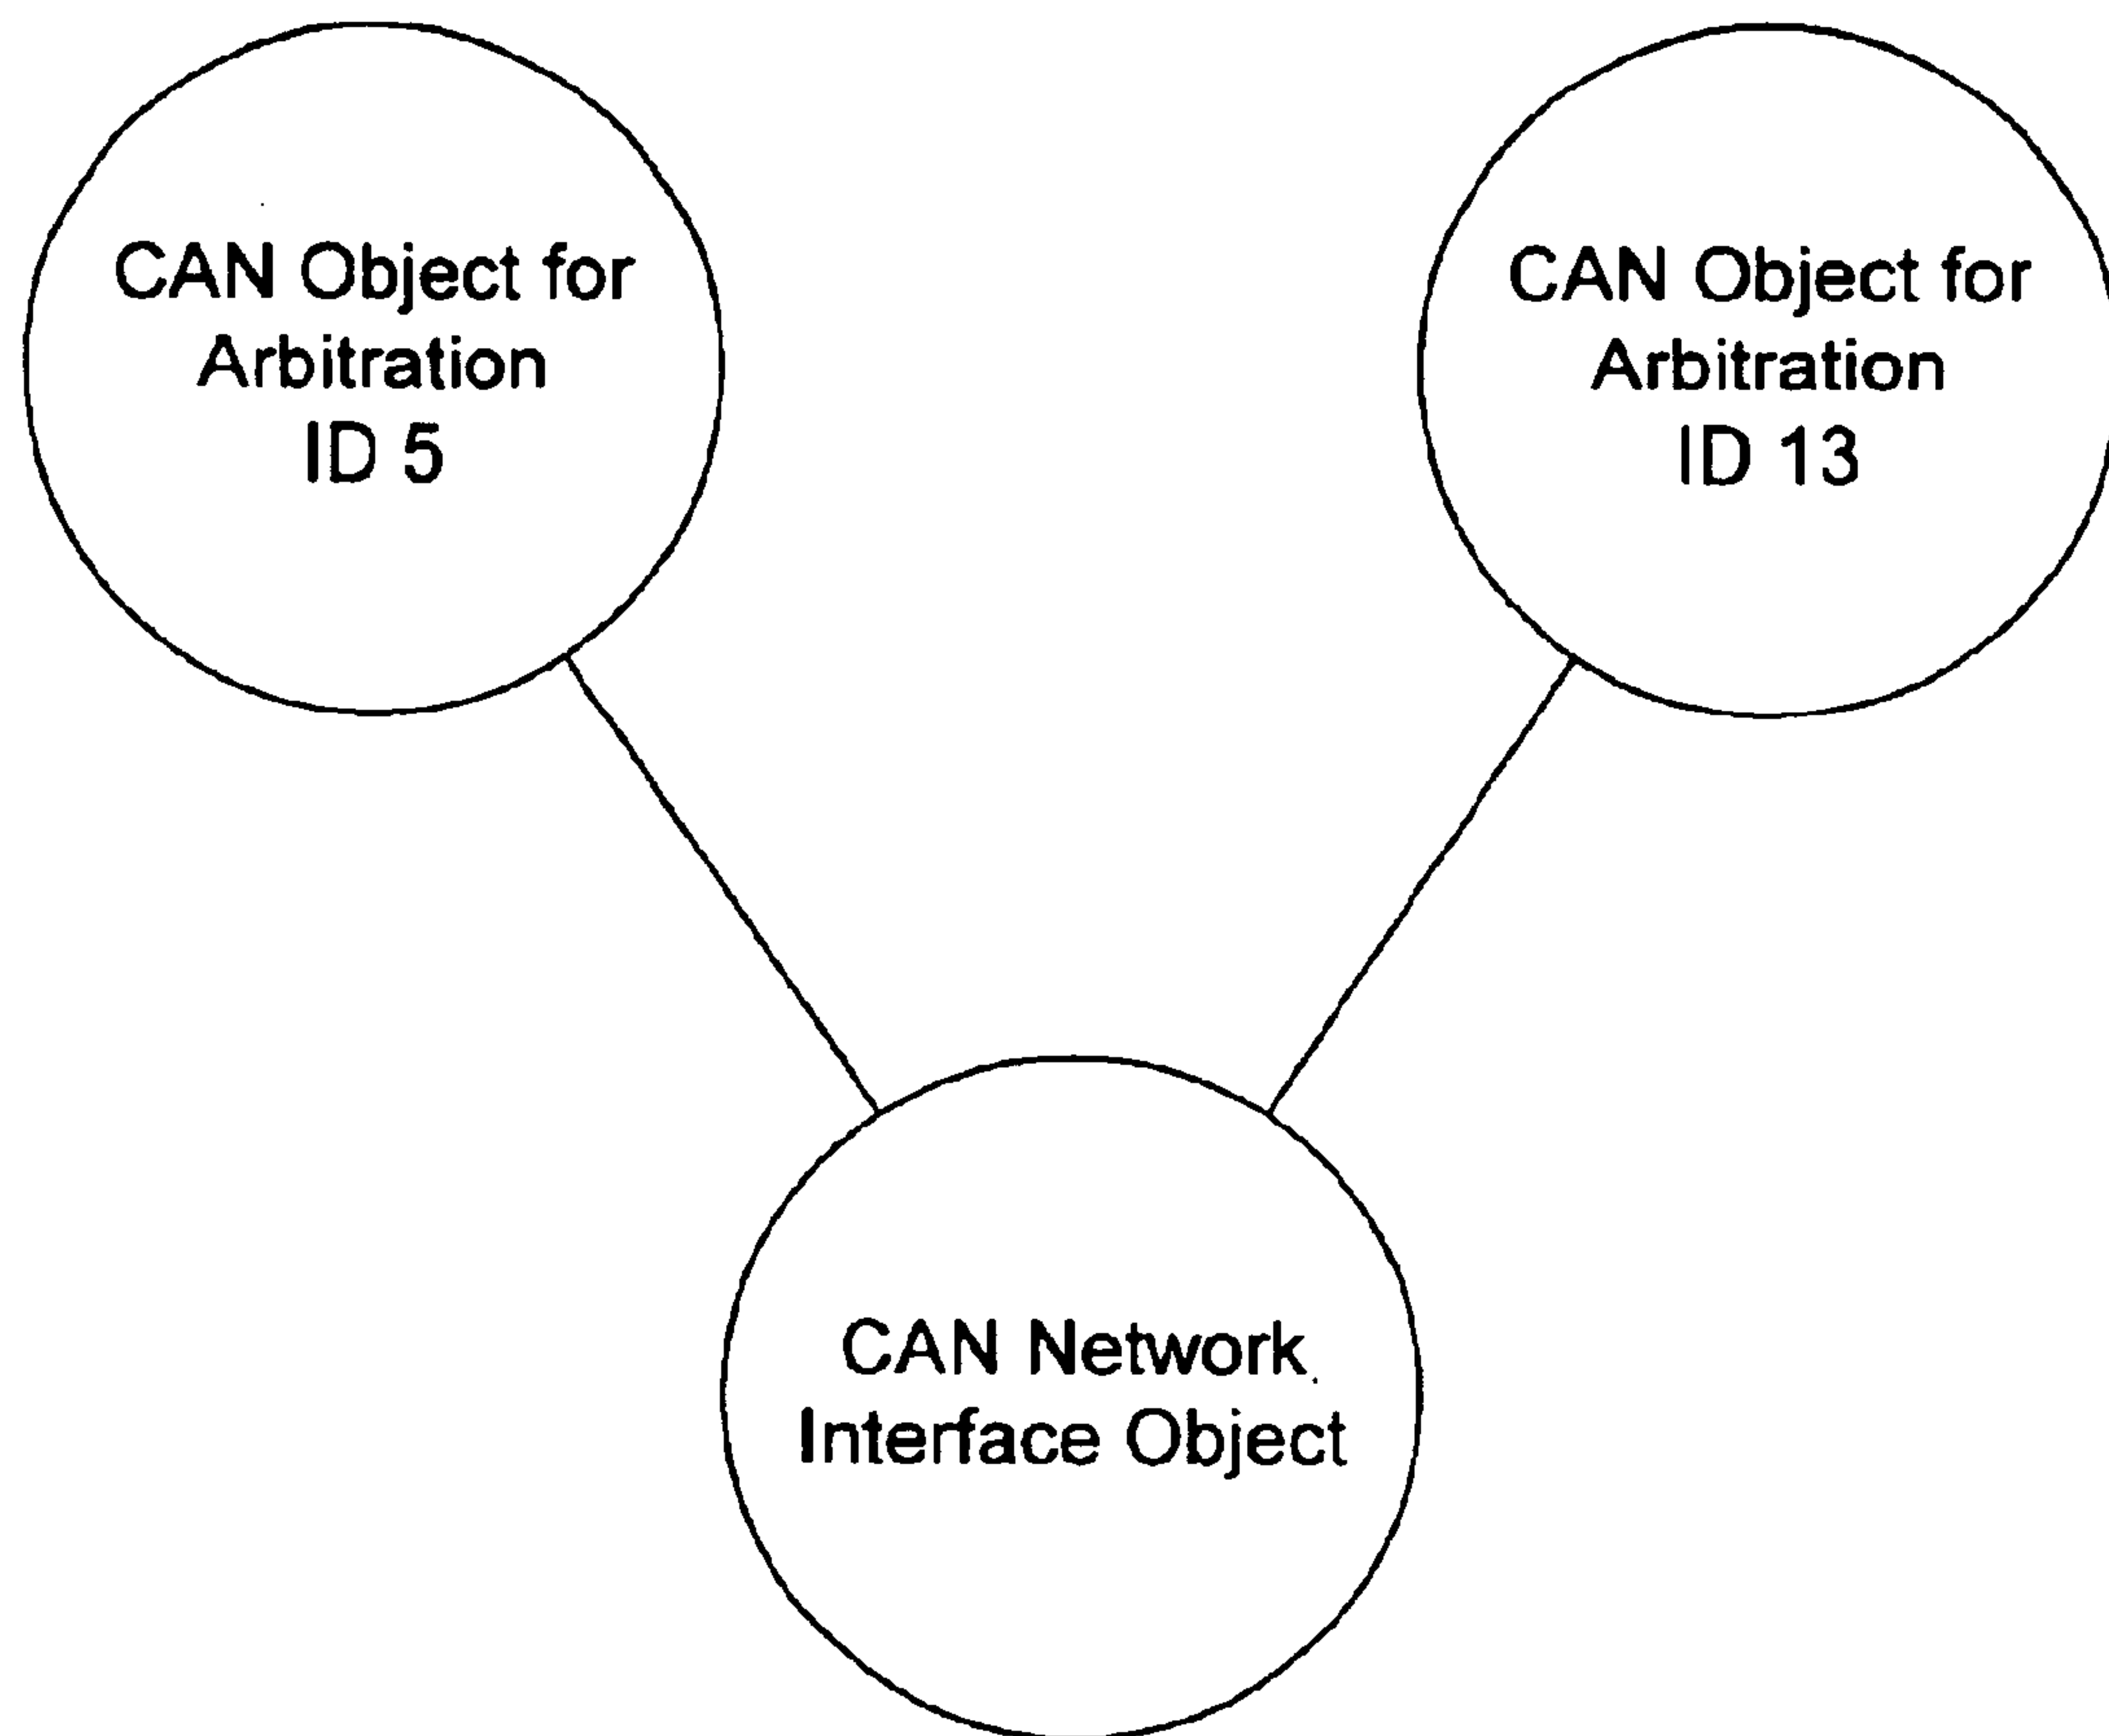 CAN Object for
Arbitration
ID 5
CAN Object for
Arbitration
ID 13
CAN Network
Interface Object